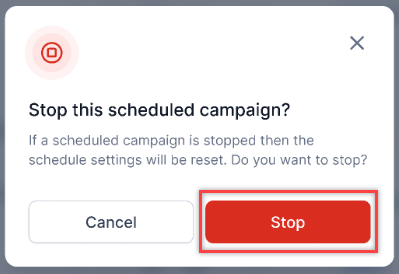 Stop this scheduled campaign?
If a scheduled campaign is stopped then the
schedule settings will be reset. Do you want to stop?
Cancel
Stop